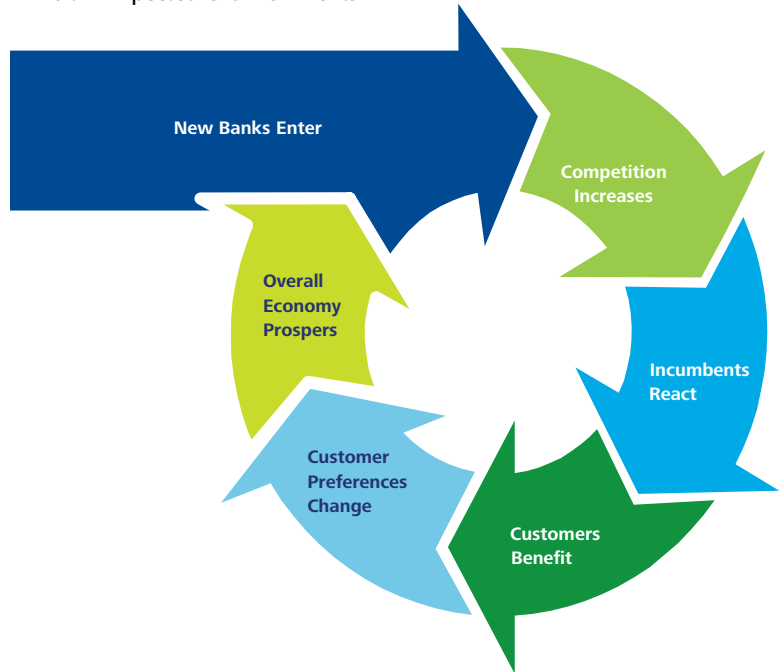 New Banks Enter
Competition
Increases
Incumbents
React
Customers
Benefit
Customer
Preferences
Change
Overall
Economy
Prospers